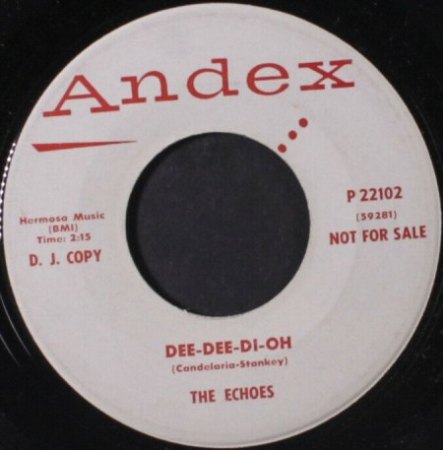 Andex
Hermosa Music
(BMI)
Time: 2:15
D. J. COPY
P 22102
(59281)
NOT FOR SALE
DEE-DEE-DI-OH
(Candelaria-Stankey)
THE ECHOES